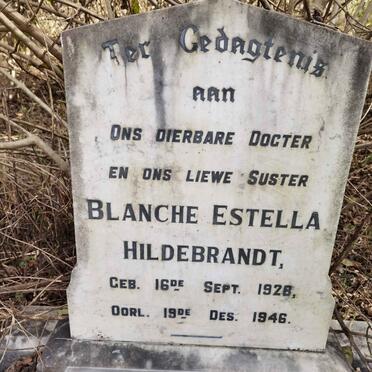 Ter Gedagtenis
aan
ONS DIERBARE DOGTER
EN ONS LIEWE SUSTER
BLANCHE ESTELLA
HILDEBRANDT,
GEB. 16DE SEPT. 1928,
OORL. 19DE DES. 1946.